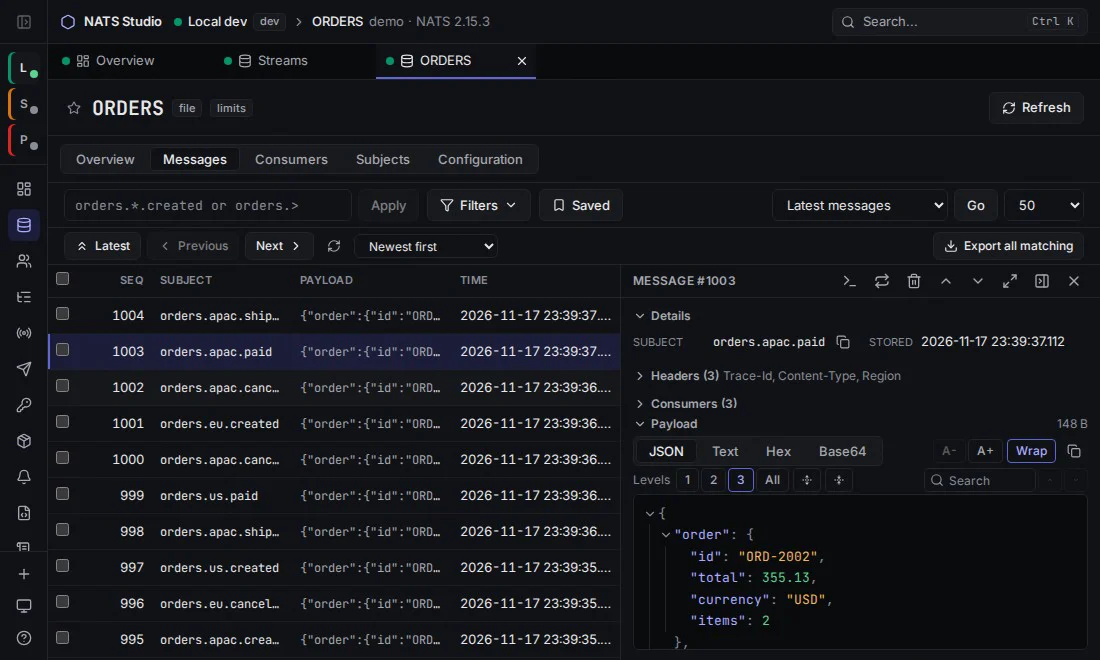 NATS Studio Local dev dev ORDERS demo · NATS 2.15.3 Search... Ctrl K
Overview Streams ORDERS
L
S
P
ORDERS file limits Refresh
Overview Messages Consumers Subjects Configuration
orders.*.created or orders.> Apply Filters Saved Latest messages Go 50
Latest Previous Next Newest first Export all matching
SEQ SUBJECT PAYLOAD TIME
1004 orders.apac.ship… {"order":{"id":"ORD… 2026-11-17 23:39:37.…
1003 orders.apac.paid {"order":{"id":"ORD… 2026-11-17 23:39:37.…
1002 orders.apac.canc… {"order":{"id":"ORD… 2026-11-17 23:39:36.…
1001 orders.eu.created {"order":{"id":"ORD… 2026-11-17 23:39:36.…
1000 orders.apac.canc… {"order":{"id":"ORD… 2026-11-17 23:39:36.…
999 orders.us.paid {"order":{"id":"ORD… 2026-11-17 23:39:36.…
998 orders.apac.ship… {"order":{"id":"ORD… 2026-11-17 23:39:36.…
997 orders.us.created {"order":{"id":"ORD… 2026-11-17 23:39:35.…
996 orders.eu.cancel… {"order":{"id":"ORD… 2026-11-17 23:39:35.…
995 orders.apac.crea… {"order":{"id":"ORD… 2026-11-17 23:39:35.…
MESSAGE #1003
Details
SUBJECT orders.apac.paid STORED 2026-11-17 23:39:37.112
Headers (3) Trace-Id, Content-Type, Region
Consumers (3)
Payload 148 B
JSON Text Hex Base64 A- A+ Wrap
Levels 1 2 3 All Search
{
"order": {
"id": "ORD-2002",
"total": 355.13,
"currency": "USD",
"items": 2
},